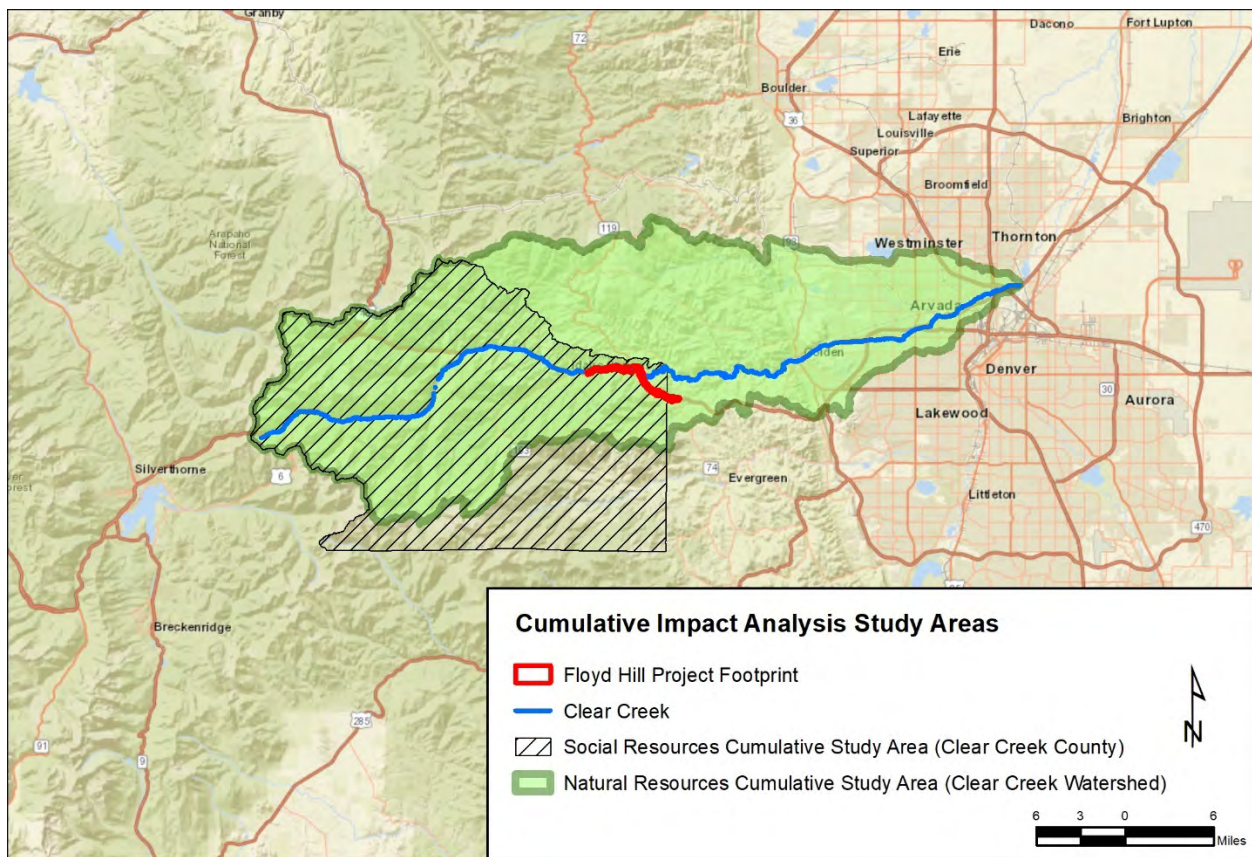 Granby
Dacono
Fort Lupton
72
Erie
Boulder
Lafayette
36
Louisville
Brighton
Superior
Broomfield
119
Arapaho
National
Forest
93
Westminster
Thornton
Arvada
Golden
Denver
30
Lakewood
Aurora
Silverthorne
6
103
74
Evergreen
Littleton
470
Breckenridge
285
91
9
Cumulative Impact Analysis Study Areas
Floyd Hill Project Footprint
Clear Creek
Social Resources Cumulative Study Area (Clear Creek County)
Natural Resources Cumulative Study Area (Clear Creek Watershed)
N
6 3 0 6
Miles